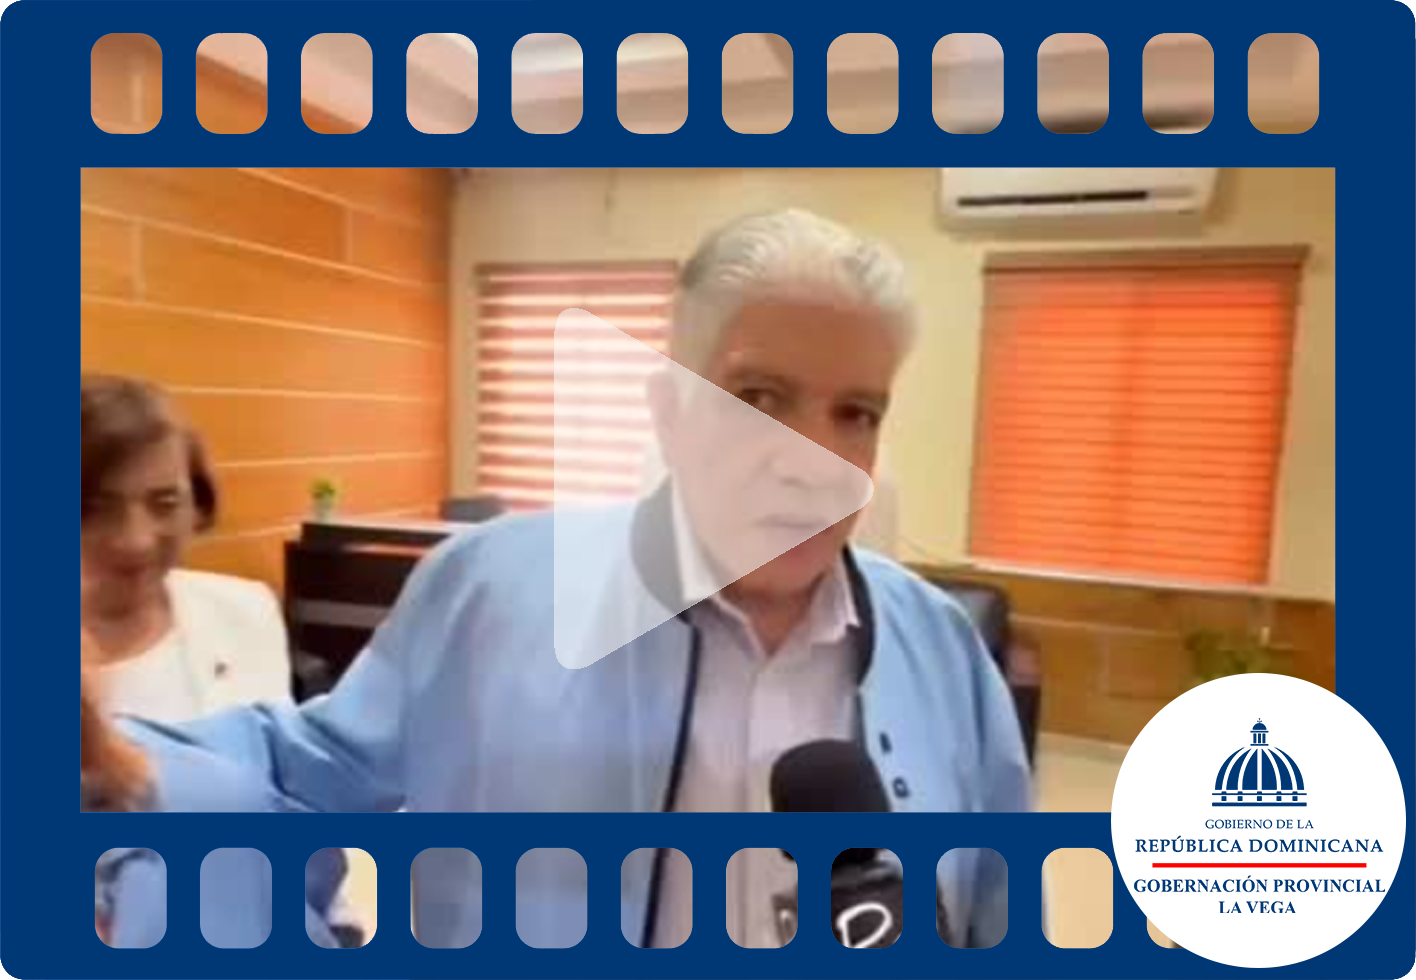 GOBIERNO DE LA
REPÚBLICA DOMINICANA
GOBERNACIÓN PROVINCIAL
LA VEGA